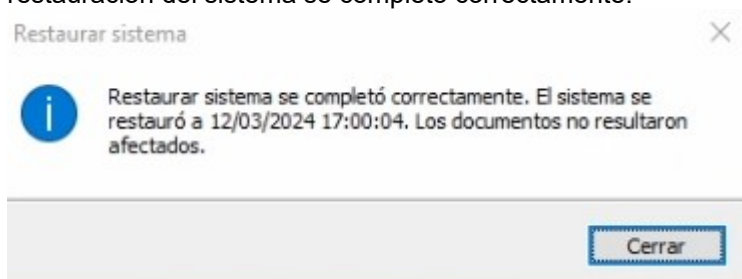 restauración del sistema se completó correctamente.
Restaurar sistema
Restaurar sistema se completó correctamente. El sistema se
restauró a 12/03/2024 17:00:04. Los documentos no resultaron
afectados.
Cerrar